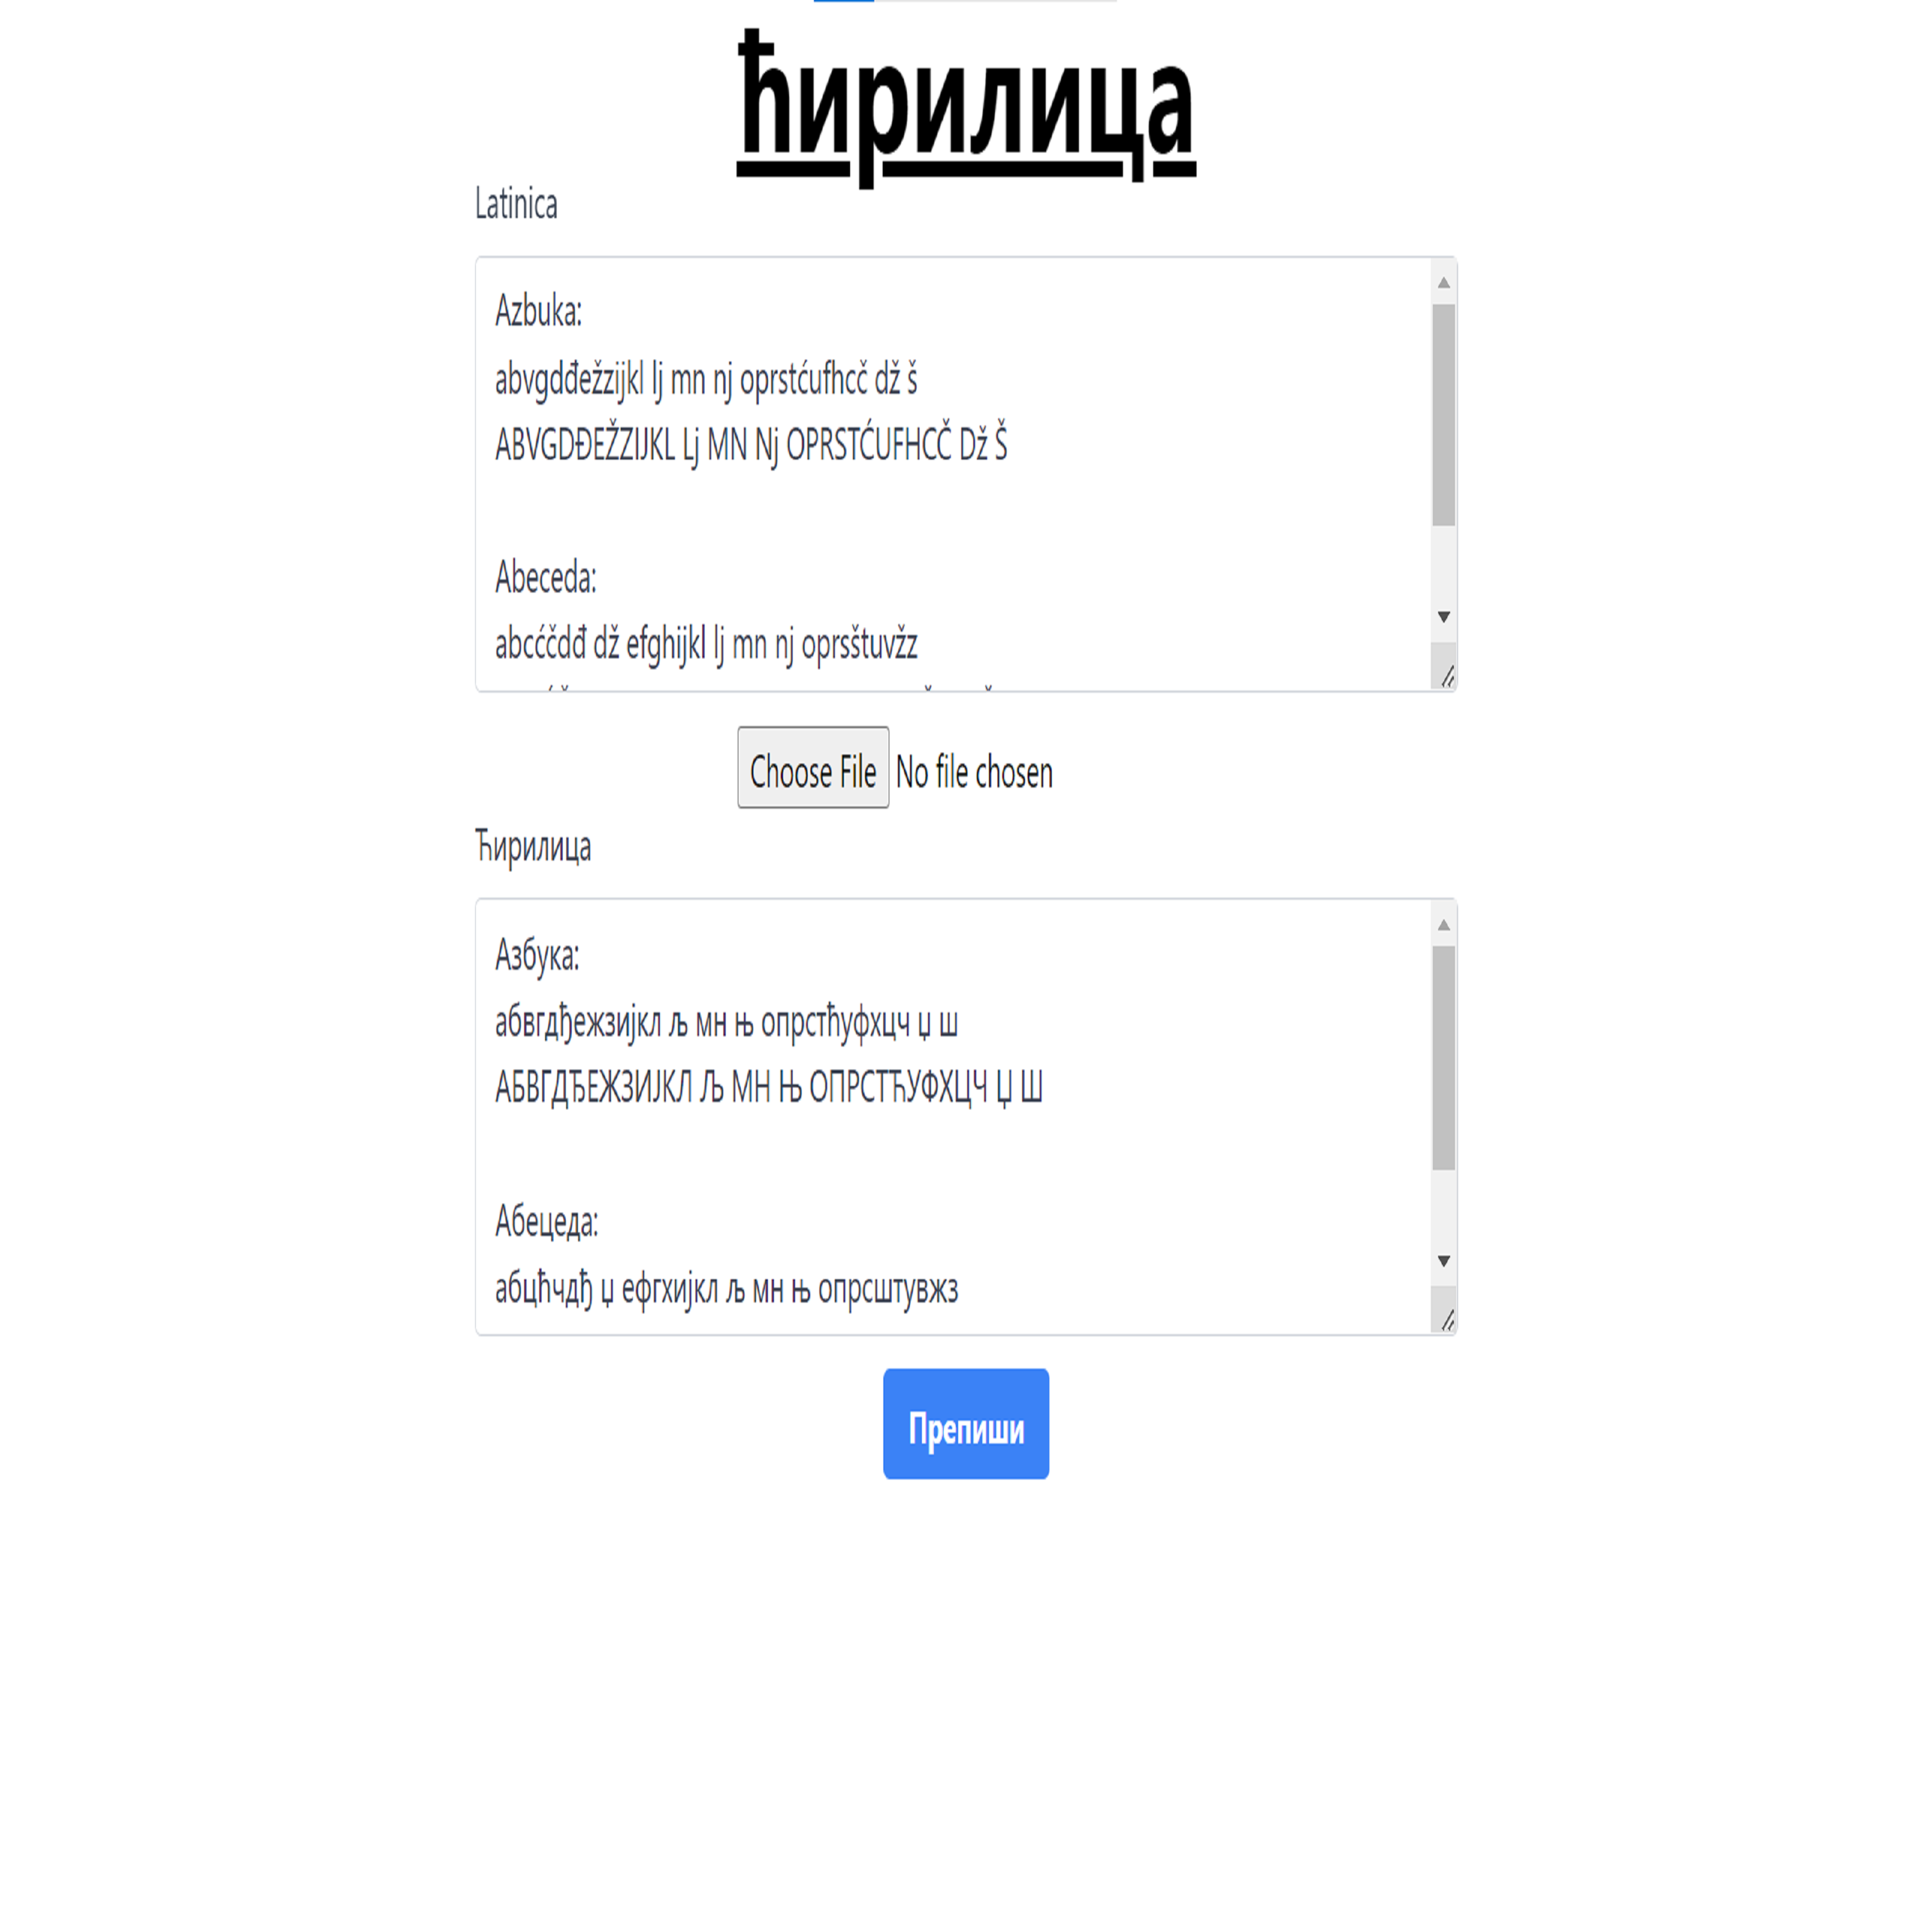 ћирилица
Latinica
Azbuka:
abvgdđežzijkl lj mn nj oprstćufhcč dž š
ABVGDĐEŽZIJKL Lj MN Nj OPRSTĆUFHCČ Dž Š
Abeceda:
abcćčdđ dž efghijkl lj mn nj oprsštuvžz
Choose File No file chosen
Ћирилица
Азбука:
абвгдђежзијкл љ мн њ опрстћуфхцч џ ш
АБВГДЂЕЖЗИЈКЛ Љ МН Њ ОПРСТЋУФХЦЧ Џ Ш
Абецеда:
абцћчдђ џ ефгхијкл љ мн њ опрсштувжз
Препиши